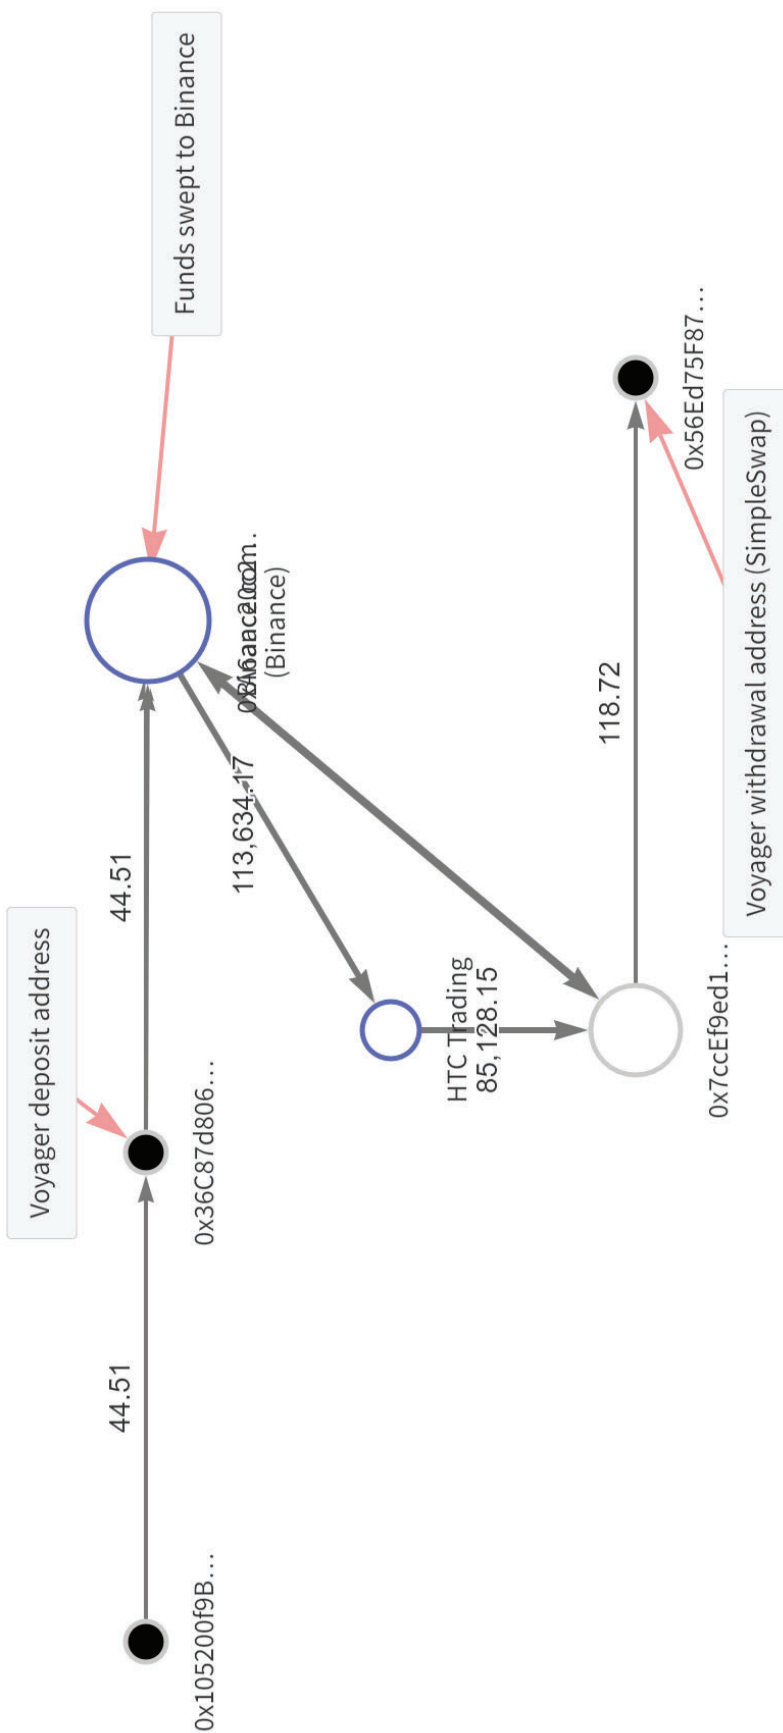 Funds swept to Binance
Voyager deposit address
44.51
44.51
0x105200f9B...
0x36C87d806...
(Binance)
113,634.17
HTC Trading
85,128.15
118.72
0x7ccEf9ed1...
0x56Ed75F87...
Voyager withdrawal address (SimpleSwap)